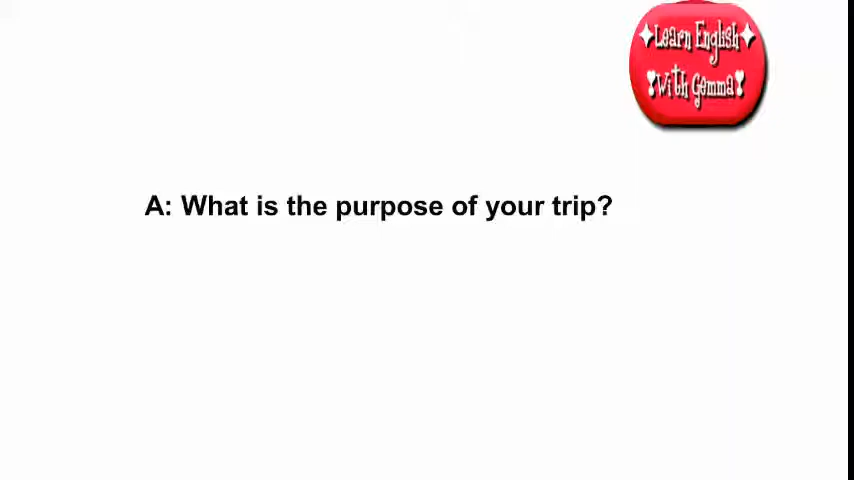 ✦Learn English✦
With Gemma
A: What is the purpose of your trip?